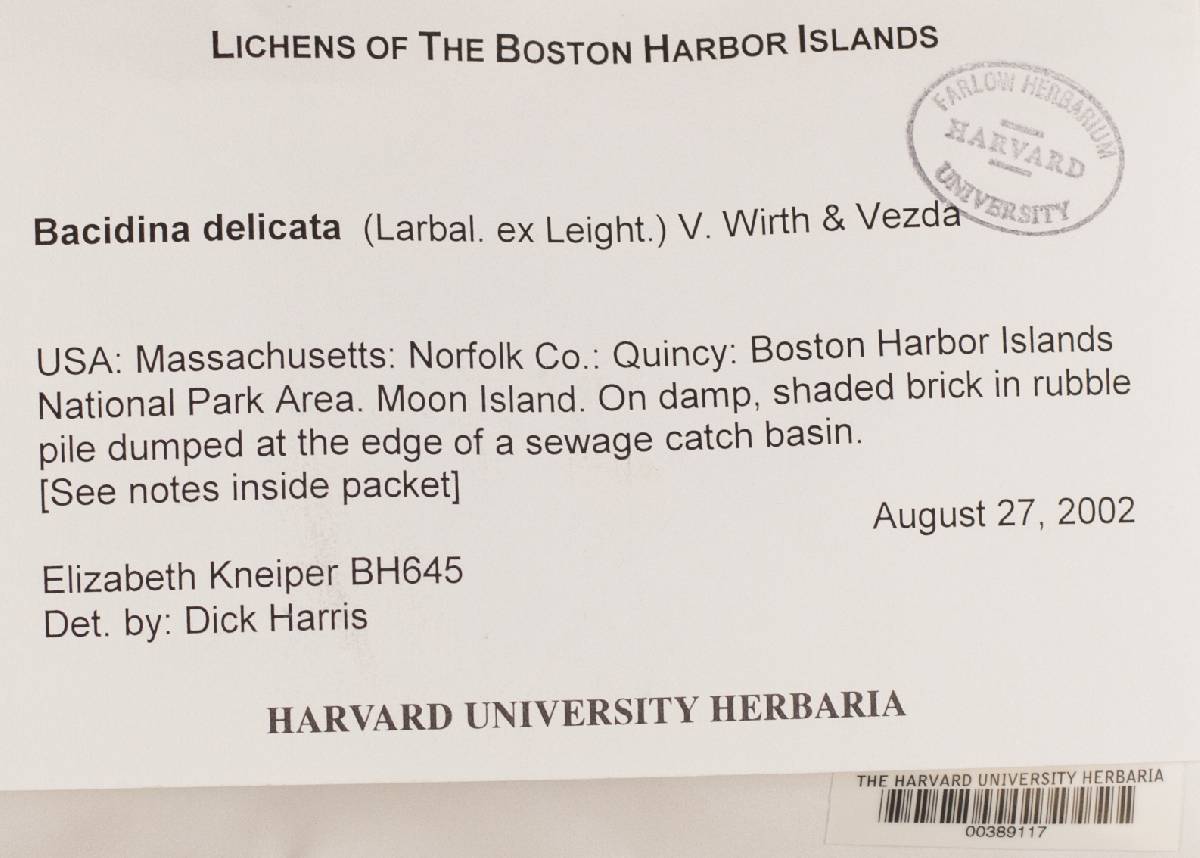 LICHENS OF THE BOSTON HARBOR ISLANDS
FARLOW HERBARIUM
HARVARD
UNIVERSITY
Bacidina delicata (Larbal. ex Leight.) V. Wirth & Vezda
USA: Massachusetts: Norfolk Co.: Quincy: Boston Harbor Islands
National Park Area. Moon Island. On damp, shaded brick in rubble
pile dumped at the edge of a sewage catch basin.
[See notes inside packet]
August 27, 2002
Elizabeth Kneiper BH645
Det. by: Dick Harris
HARVARD UNIVERSITY HERBARIA
THE HARVARD UNIVERSITY HERBARIA
00389117